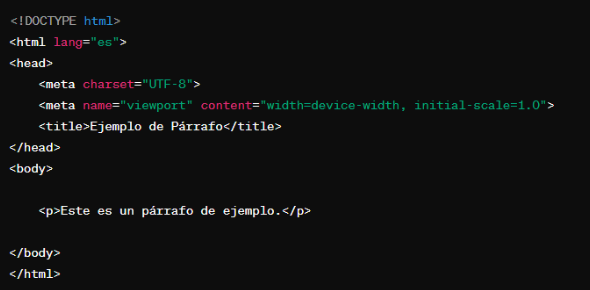 <!DOCTYPE html>
<html lang="es">
<head>
    <meta charset="UTF-8">
    <meta name="viewport" content="width=device-width, initial-scale=1.0">
    <title>Ejemplo de Párrafo</title>
</head>
<body>
    <p>Este es un párrafo de ejemplo.</p>
</body>
</html>